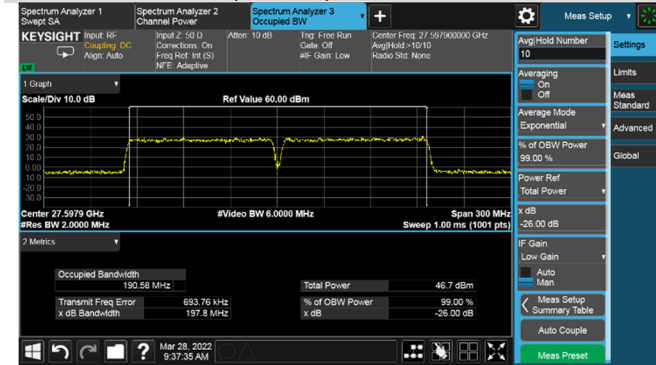 Spectrum Analyzer 1
Swept SA
Spectrum Analyzer 2
Channel Power
Spectrum Analyzer 3
Occupied BW
Meas Setup
KEYSIGHT
Input: RF
Coupling: DC
Align: Auto
Input Z: 50 Ω
Corrections: On
Freq Ref: Int (S)
NFE: Adaptive
Atten: 10 dB
Trig: Free Run
Gate: Off
#IF Gain: Low
Center Freq: 27.597900000 GHz
Avg|Hold:>10/10
Radio Std: None
1 Graph
Scale/Div 10.0 dB
Ref Value 60.00 dBm
50.0
40.0
30.0
20.0
10.0
0.00
-10.0
-20.0
-30.0
Center 27.5979 GHz
#Res BW 2.0000 MHz
#Video BW 6.0000 MHz
Span 300 MHz
Sweep 1.00 ms (1001 pts)
2 Metrics
Occupied Bandwidth
190.58 MHz
Total Power 46.7 dBm
Transmit Freq Error 693.76 kHz
% of OBW Power 99.00 %
x dB Bandwidth 197.8 MHz
x dB -26.00 dB
Mar 28, 2022
9:37:35 AM
Avg|Hold Number
10
Averaging
On
Off
Average Mode
Exponential
% of OBW Power
99.00 %
Power Ref
Total Power
x dB
-26.00 dB
IF Gain
Low Gain
Auto
Man
Meas Setup
Summary Table
Auto Couple
Meas Preset
Settings
Limits
Meas
Standard
Advanced
Global